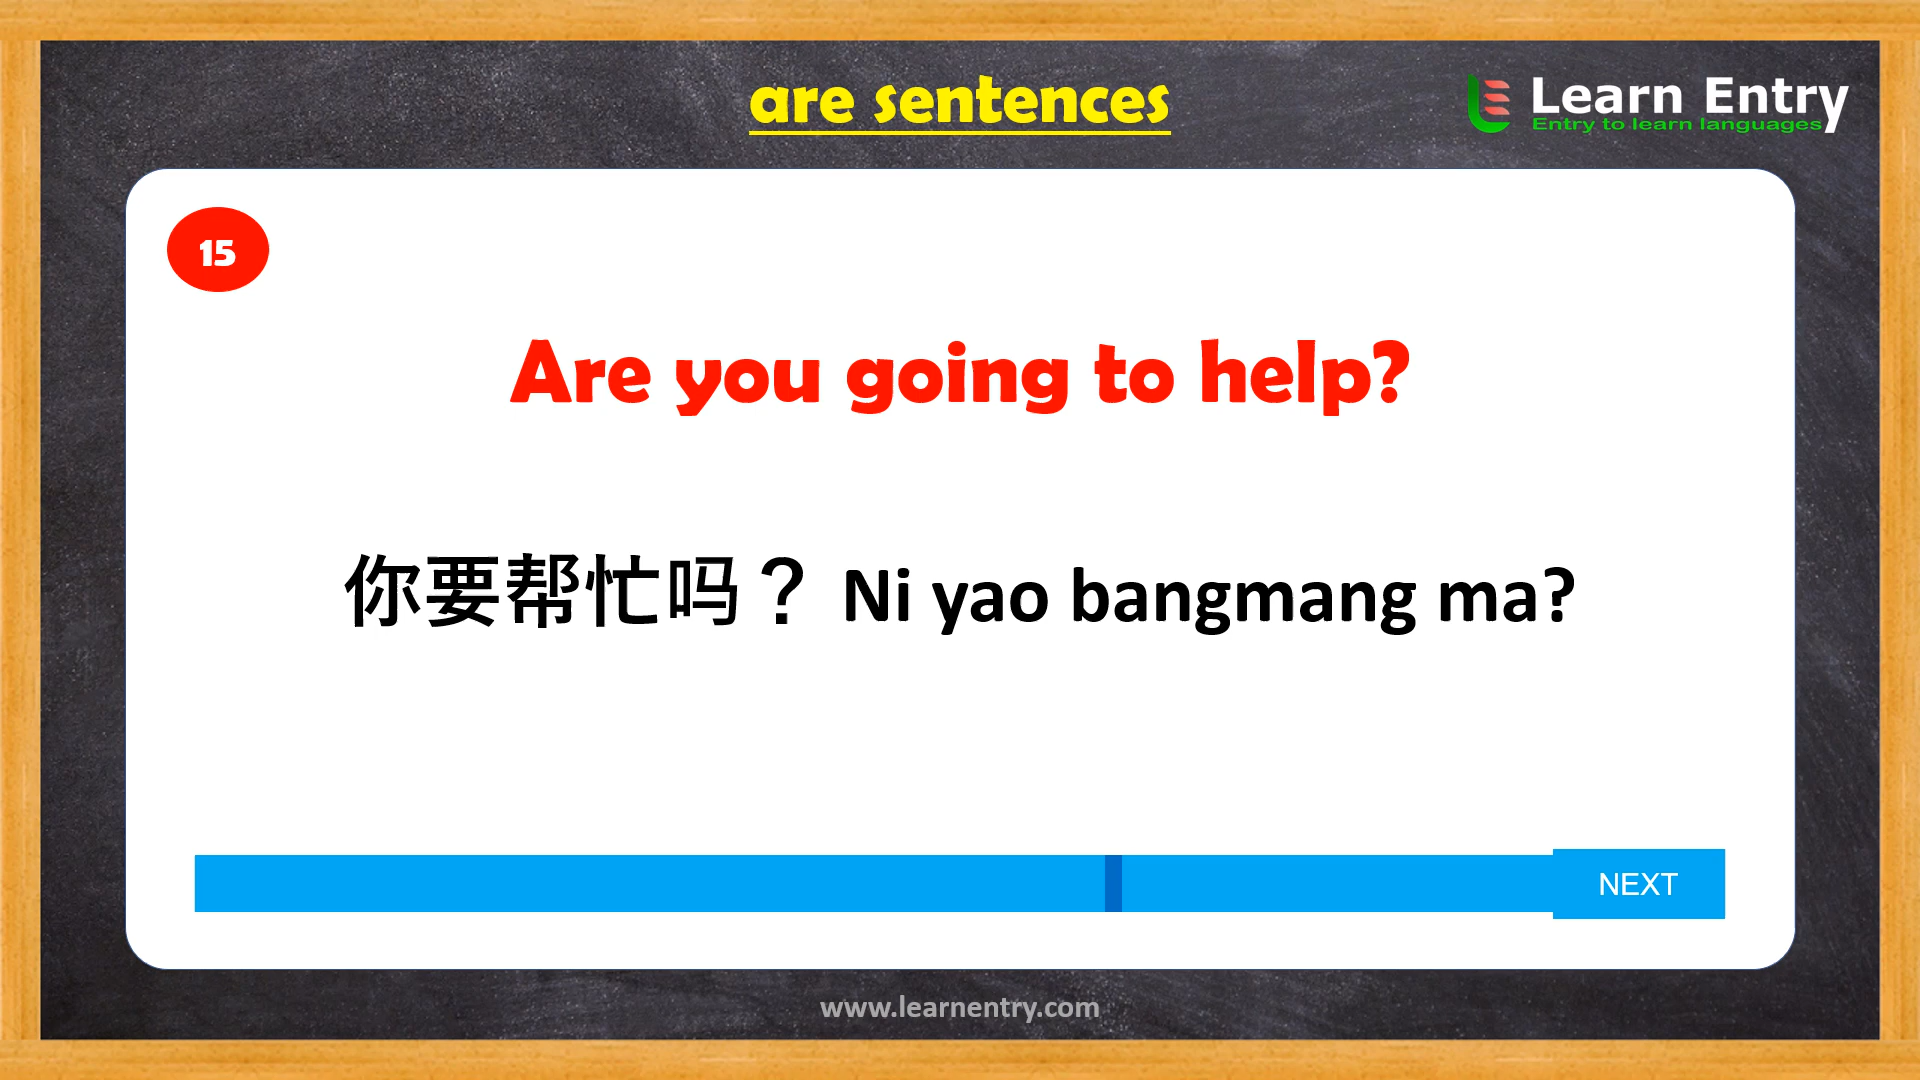 are sentences
Learn Entry
Entry to learn languages
15
Are you going to help?
你要帮忙吗？ Ni yao bangmang ma?
NEXT
www.learnentry.com